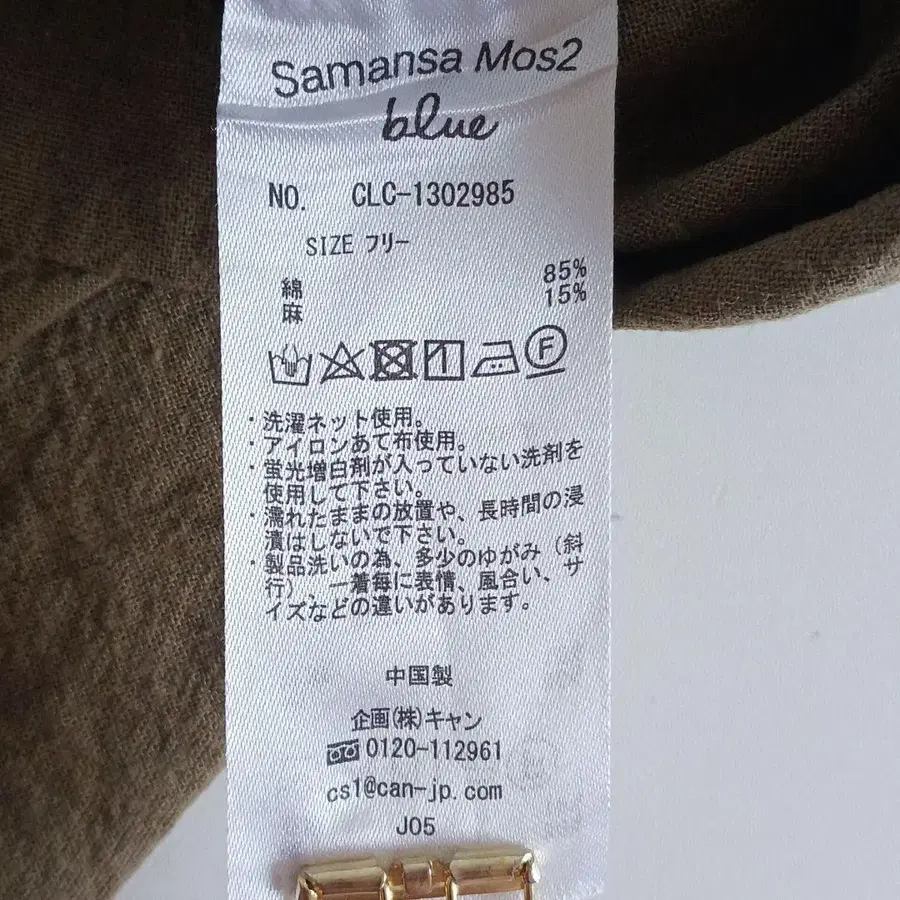 Samansa Mos2
blue
NO. CLC-1302985
SIZE フリー
綿 85%
麻 15%
F
・洗濯ネット使用。
・アイロンあて布使用。
・蛍光増白剤が入っていない洗剤を
使用して下さい。
・濡れたままの放置や、長時間の浸
漬はしないで下さい。
・製品洗いの為、多少のゆがみ（斜
行）、一着毎に表情、風合い、サ
イズなどの違いがあります。
中国製
企画(株)キャン
0120-112961
cs1@can-jp.com
J05